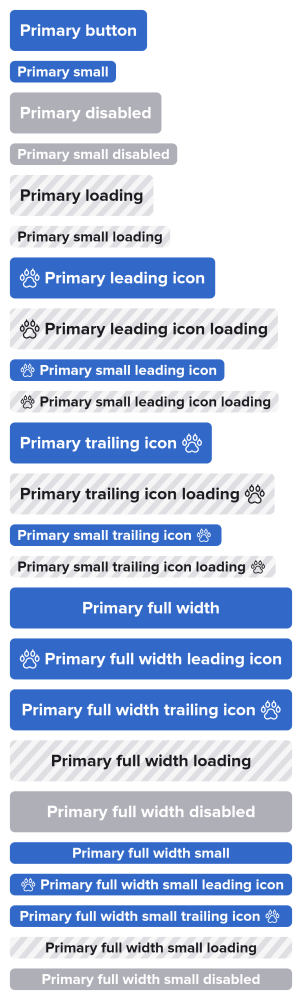 Primary button
Primary small
Primary disabled
Primary small disabled
Primary loading
Primary small loading
Primary leading icon
Primary leading icon loading
Primary small leading icon
Primary small leading icon loading
Primary trailing icon
Primary trailing icon loading
Primary small trailing icon
Primary small trailing icon loading
Primary full width
Primary full width leading icon
Primary full width trailing icon
Primary full width loading
Primary full width disabled
Primary full width small
Primary full width small leading icon
Primary full width small trailing icon
Primary full width small loading
Primary full width small disabled